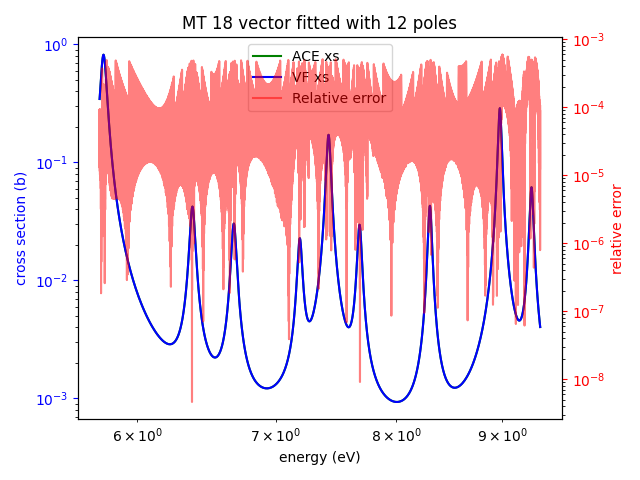 MT 18 vector fitted with 12 poles
ACE xs
VF xs
Relative error
cross section (b)
10⁰
10⁻¹
10⁻²
10⁻³
relative error
10⁻³
10⁻⁴
10⁻⁵
10⁻⁶
10⁻⁷
10⁻⁸
6 × 10⁰ 7 × 10⁰ 8 × 10⁰ 9 × 10⁰
energy (eV)